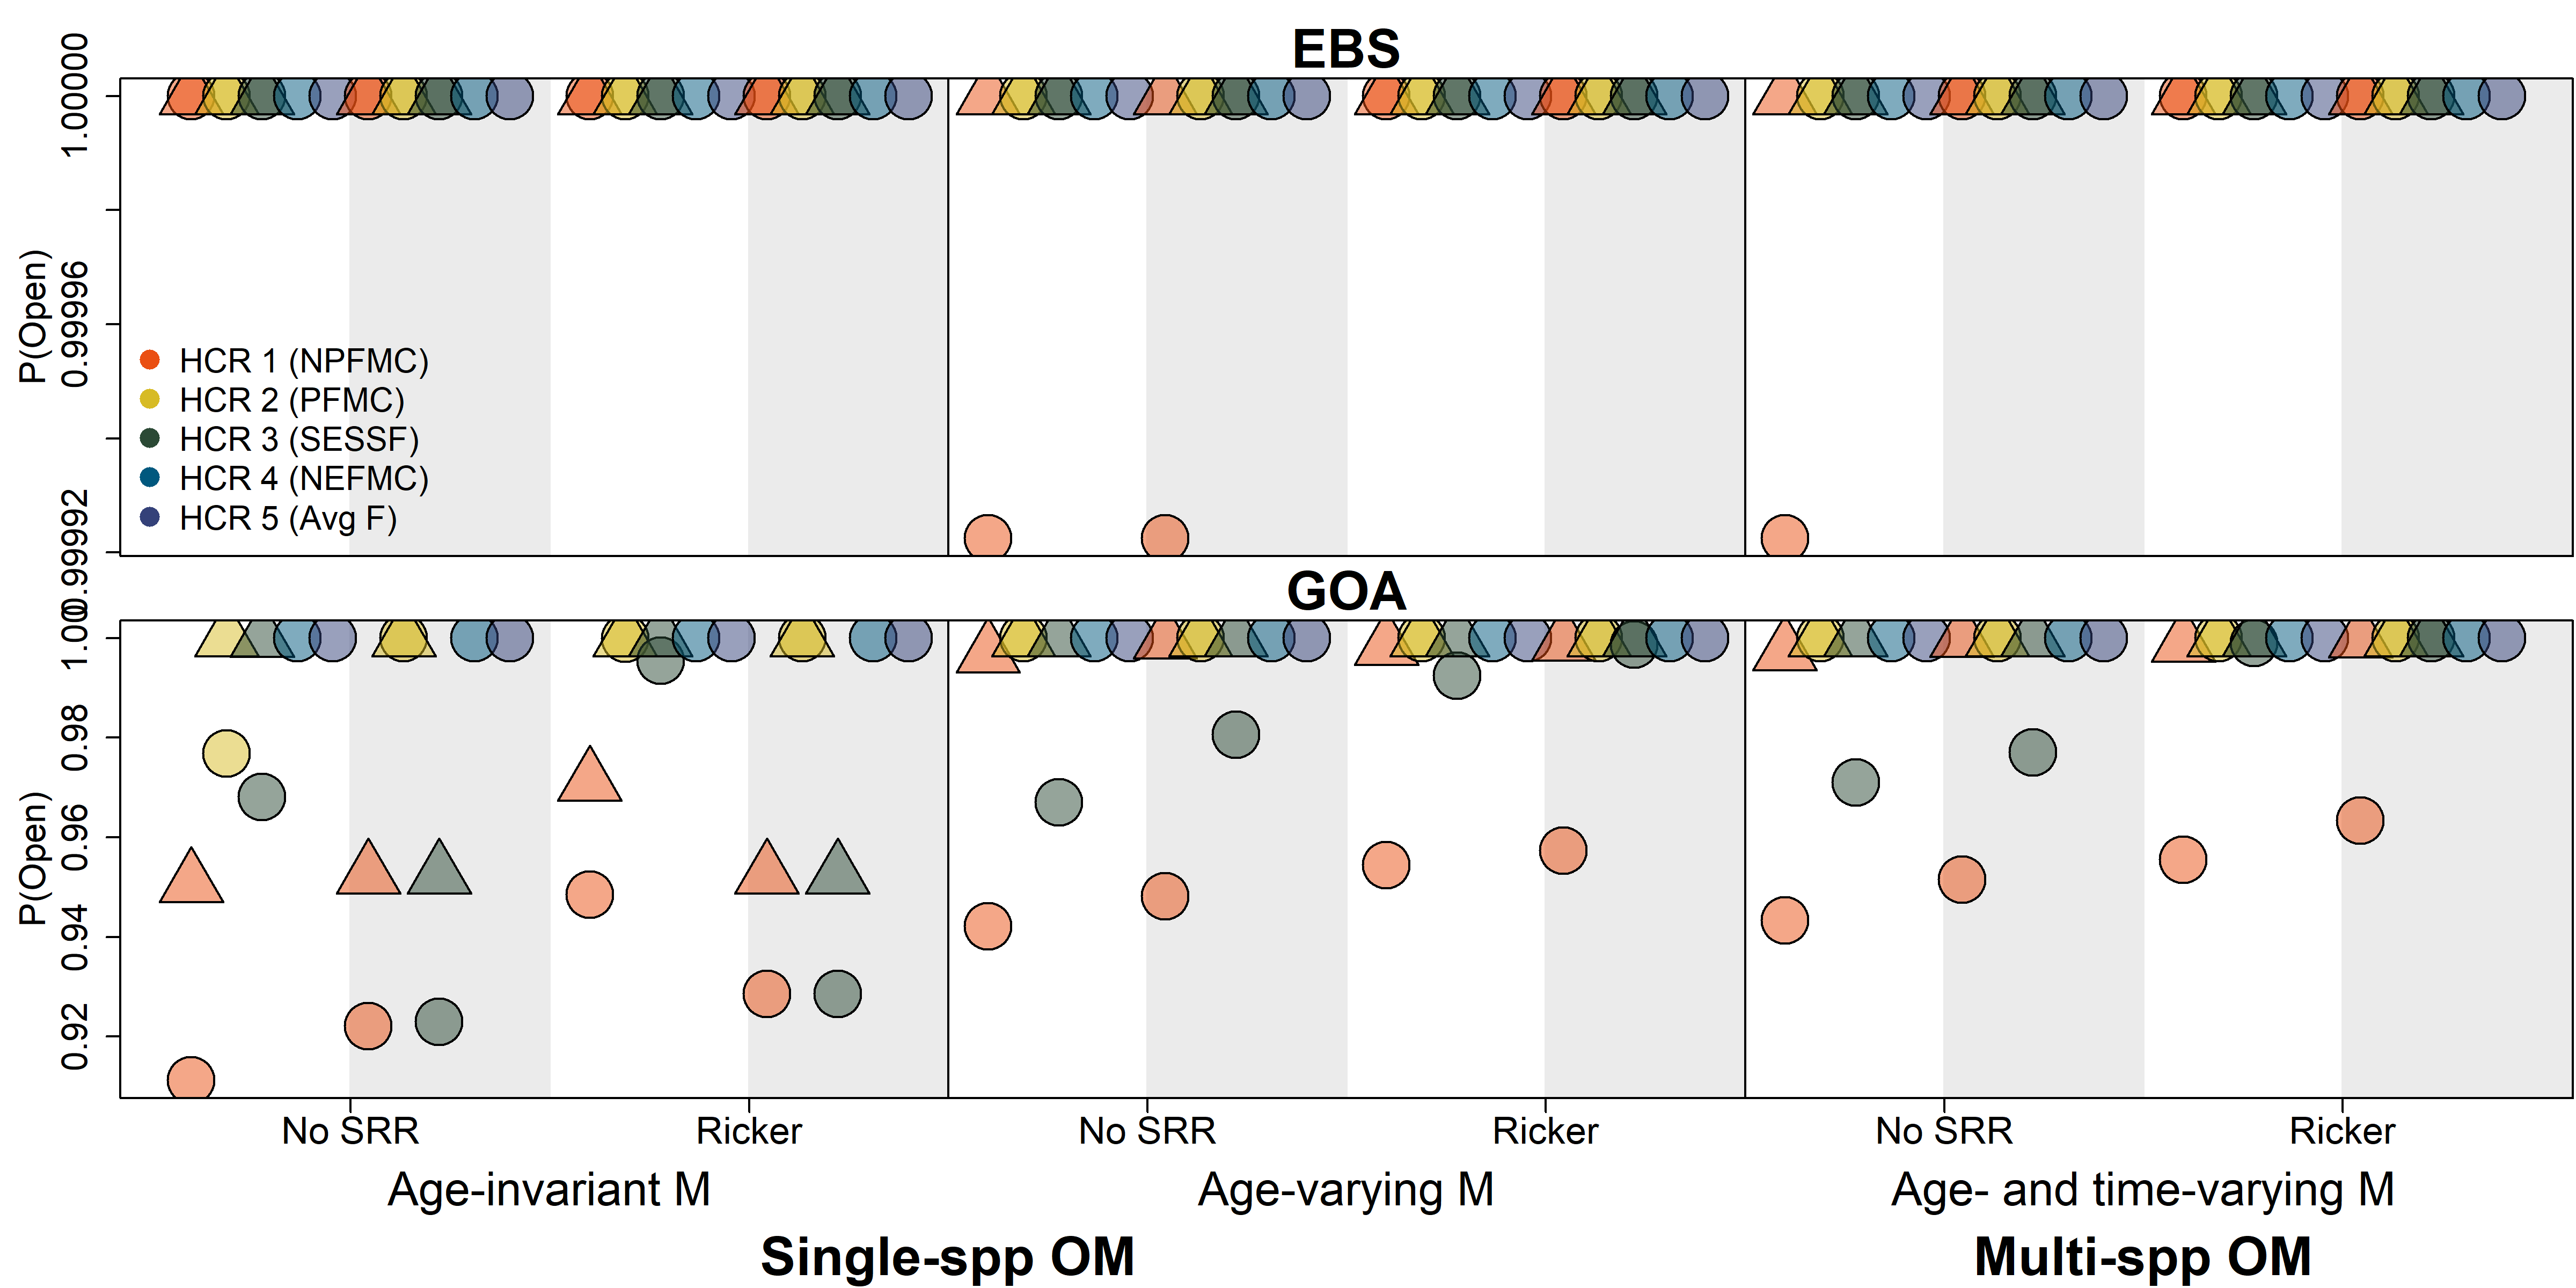 EBS
P(Open)
1.00000
0.99996
0.99992
HCR 1 (NPFMC)
HCR 2 (PFMC)
HCR 3 (SESSF)
HCR 4 (NEFMC)
HCR 5 (Avg F)
GOA
P(Open)
1.00
0.98
0.96
0.94
0.92
No SRR Ricker No SRR Ricker No SRR Ricker
Age-invariant M Age-varying M Age- and time-varying M
Single-spp OM Multi-spp OM